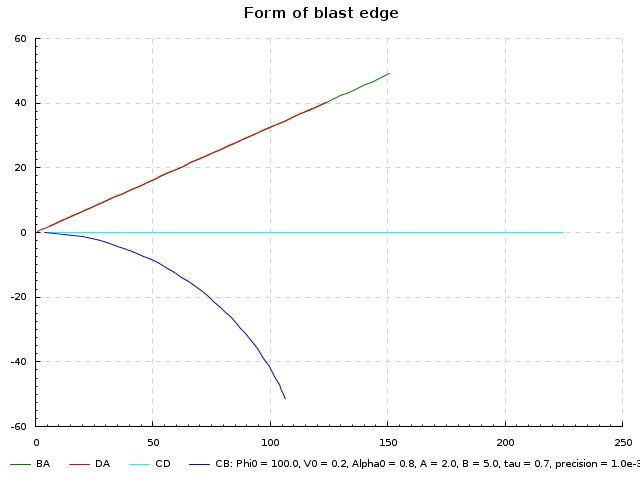 Form of blast edge
60
40
20
0
-20
-40
-60
0 50 100 150 200 250
BA DA CD CB: Phi0 = 100.0, V0 = 0.2, Alpha0 = 0.8, A = 2.0, B = 5.0, tau = 0.7, precision = 1.0e-3